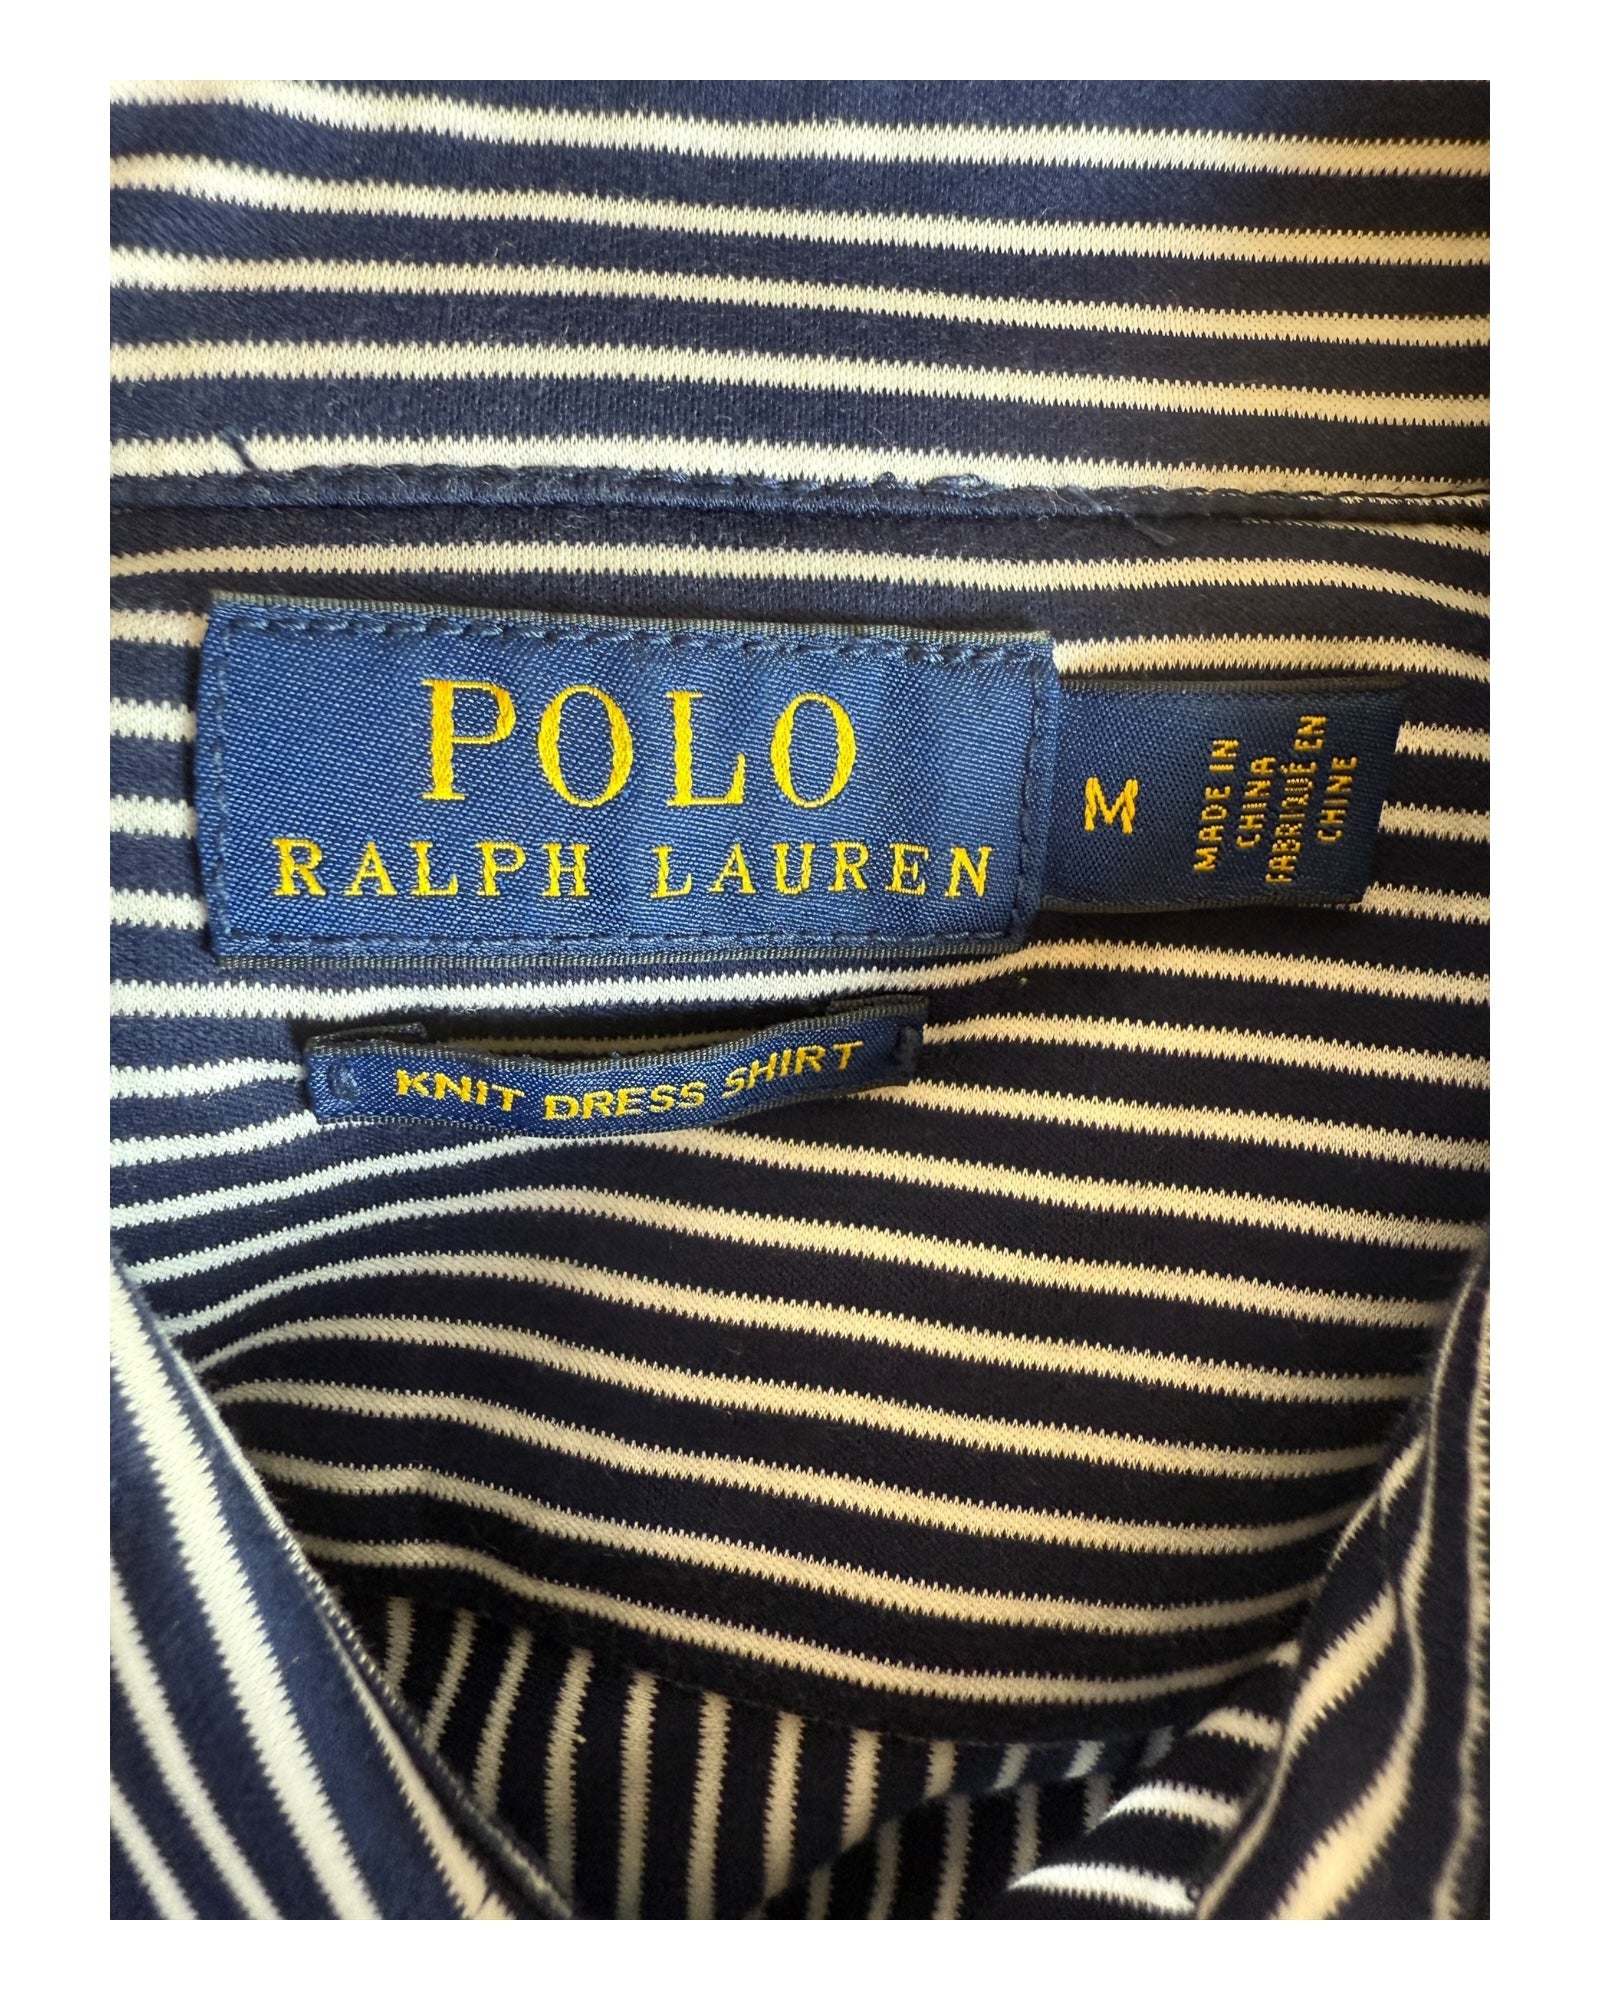 POLO
RALPH LAUREN
M
MADE IN
CHINA
FABRIQUÉ EN
CHINE
KNIT DRESS SHIRT